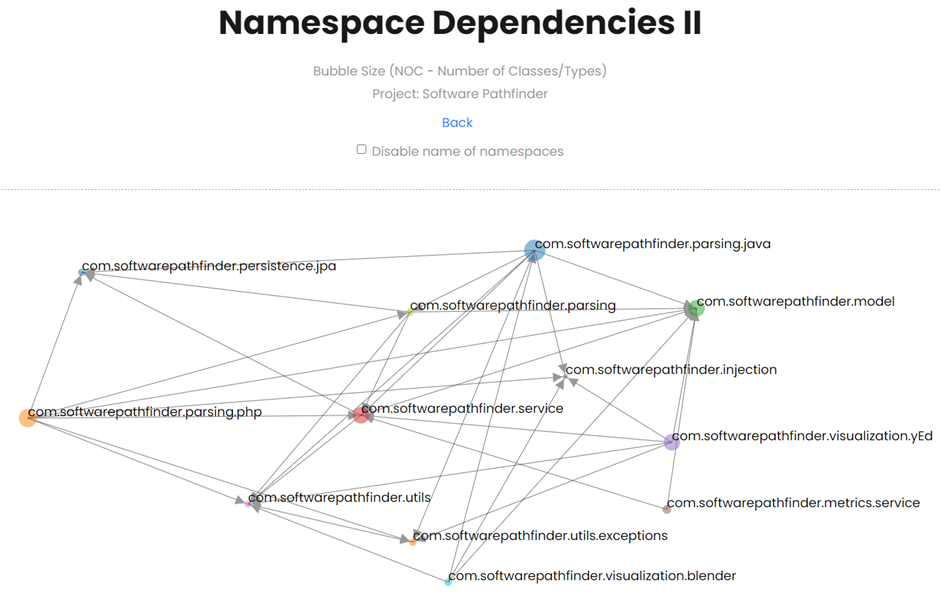 Namespace Dependencies II
Bubble Size (NOC - Number of Classes/Types)
Project: Software Pathfinder
Back
Disable name of namespaces
com.softwarepathfinder.parsing.java
com.softwarepathfinder.persistence.jpa
com.softwarepathfinder.model
com.softwarepathfinder.parsing
com.softwarepathfinder.injection
com.softwarepathfinder.service
com.softwarepathfinder.parsing.php
com.softwarepathfinder.visualization.yEd
com.softwarepathfinder.utils
com.softwarepathfinder.metrics.service
com.softwarepathfinder.utils.exceptions
com.softwarepathfinder.visualization.blender